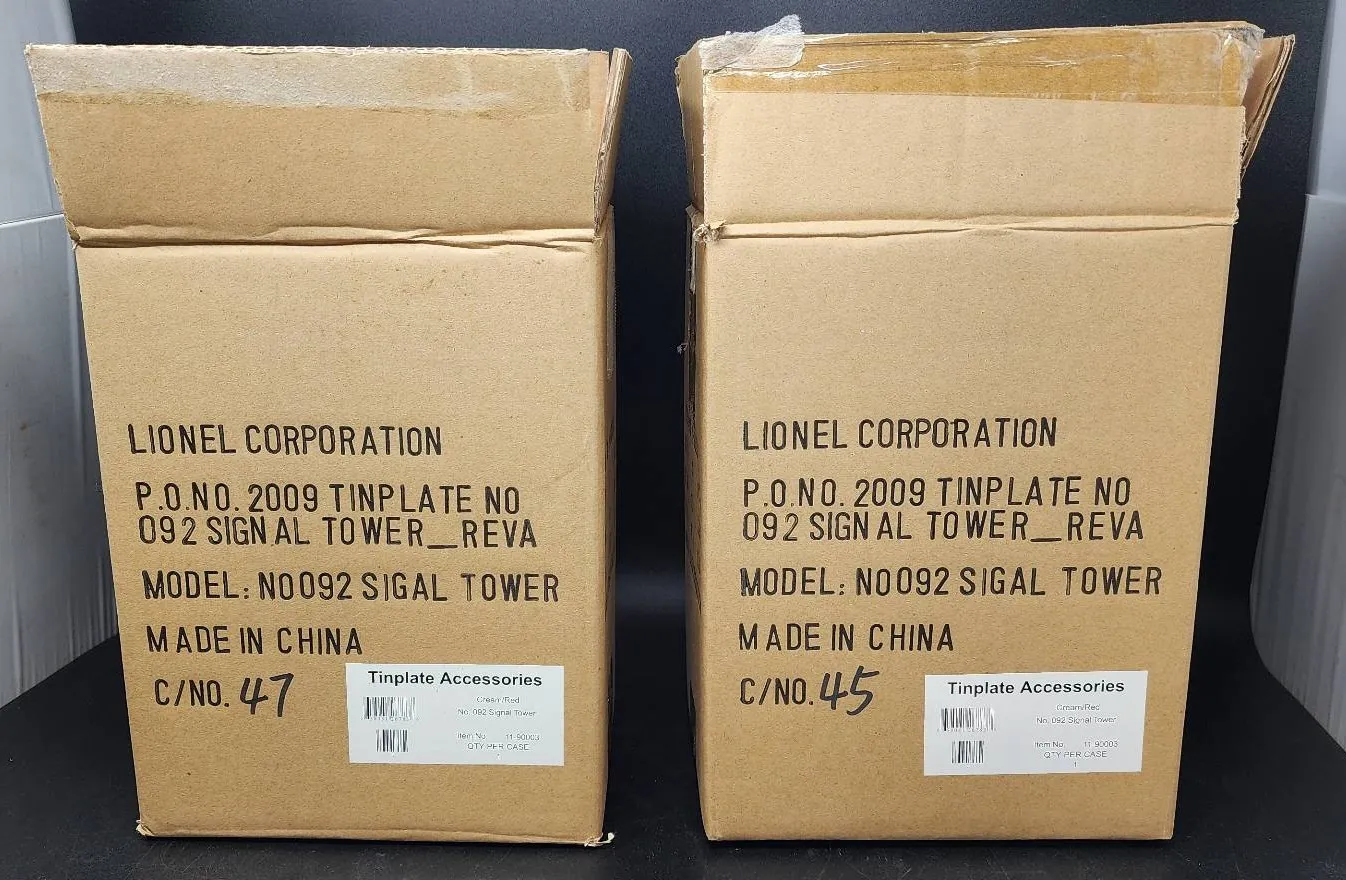 LIONEL CORPORATION
P.O.NO. 2009 TINPLATE NO
092 SIGNAL TOWER_REVA
MODEL: NO092 SIGAL TOWER
MADE IN CHINA
C/NO. 47
Tinplate Accessories
Cream/Red
No. 092 Signal Tower
Item No. 11-90003
QTY PER CASE
LIONEL CORPORATION
P.O.NO. 2009 TINPLATE NO
092 SIGNAL TOWER_REVA
MODEL: NO092 SIGAL TOWER
MADE IN CHINA
C/NO. 45
Tinplate Accessories
Cream/Red
No. 092 Signal Tower
Item No. 11-90003
QTY PER CASE
1